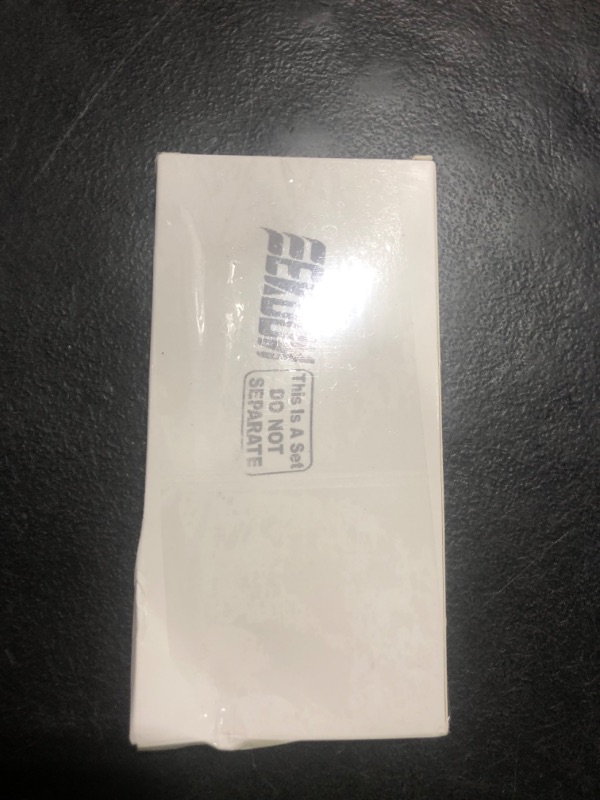 This Is A Set
DO NOT
SEPARATE